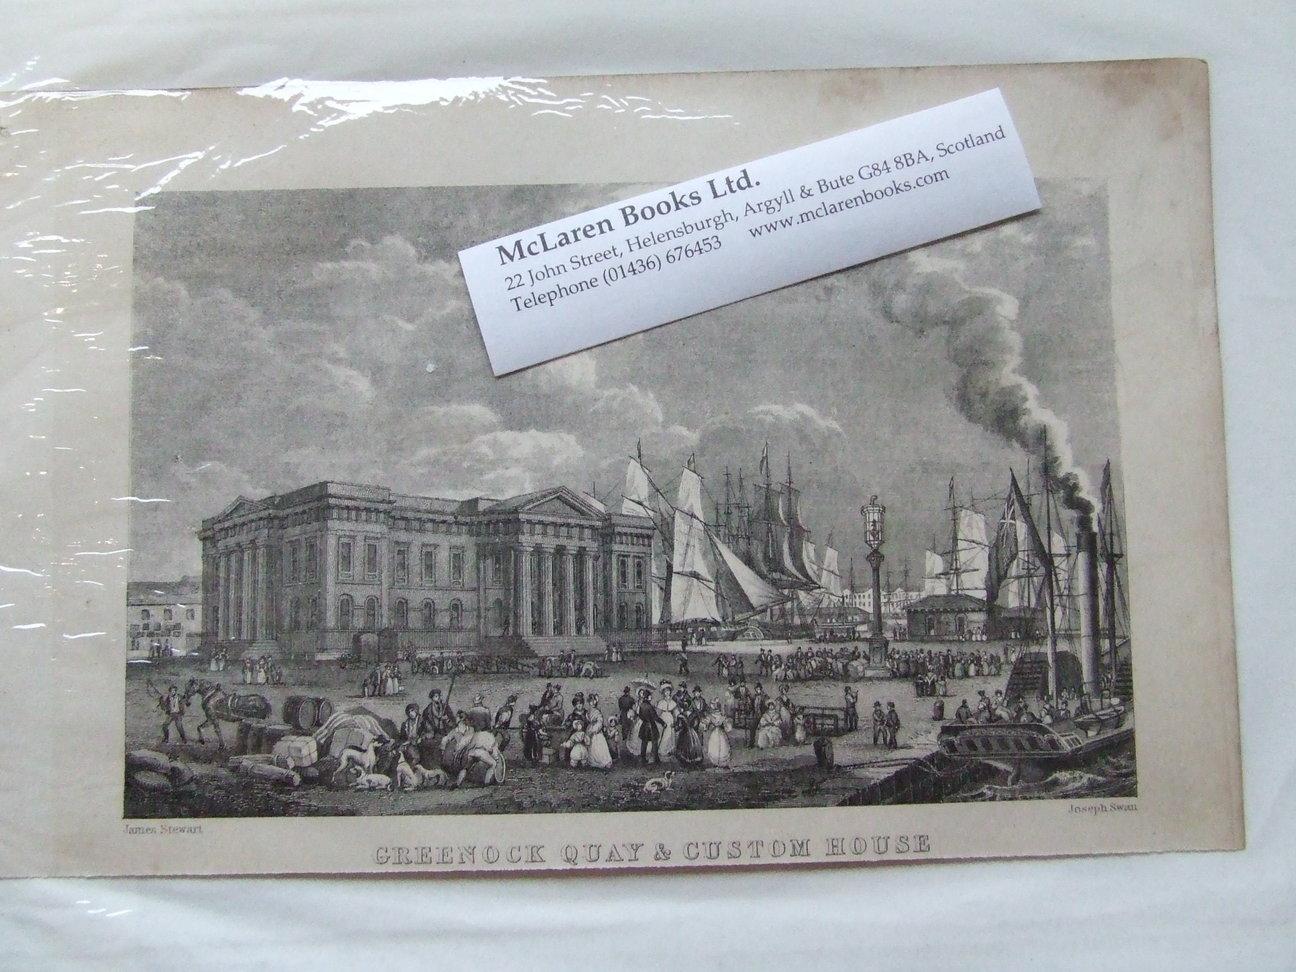 McLaren Books Ltd.
22 John Street, Helensburgh, Argyll & Bute G84 8BA, Scotland
Telephone (01436) 676453 www.mclarenbooks.com
James Stewart
Joseph Swan
GREENOCK QUAY & CUSTOM HOUSE